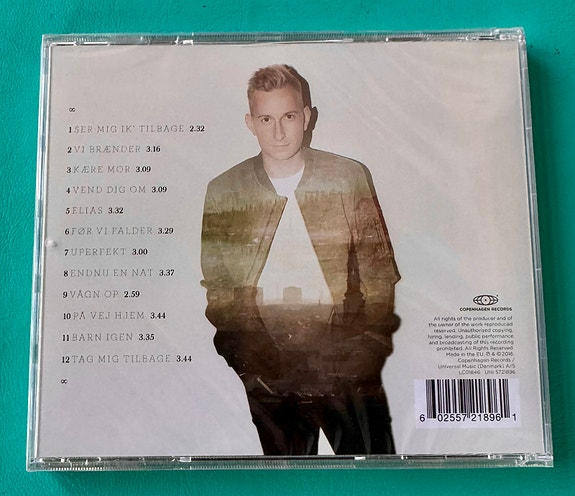 ∞
1 SER MIG IK' TILBAGE 2.32
2 VI BRÆNDER 3.16
3 KÆRE MOR 3.09
4 VEND DIG OM 3.09
5 ELIAS 3.32
6 FØR VI FALDER 3.29
7 UPERFEKT 3.00
8 ENDNU EN NAT 3.37
9 VÅGN OP 2.59
10 PÅ VEJ HJEM 3.44
11 BARN IGEN 3.35
12 TAG MIG TILBAGE 3.44
∞
COPENHAGEN RECORDS
All rights of the producer and of
the owner of the work reproduced
reserved. Unauthorized copying,
hiring, lending, public performance
and broadcasting of this recording
prohibited. All Rights Reserved.
Made in the EU. ℗ & © 2016
Copenhagen Records /
Universal Music (Denmark) A/S
LC01846 UNI 5721896
6 02557 21896 1